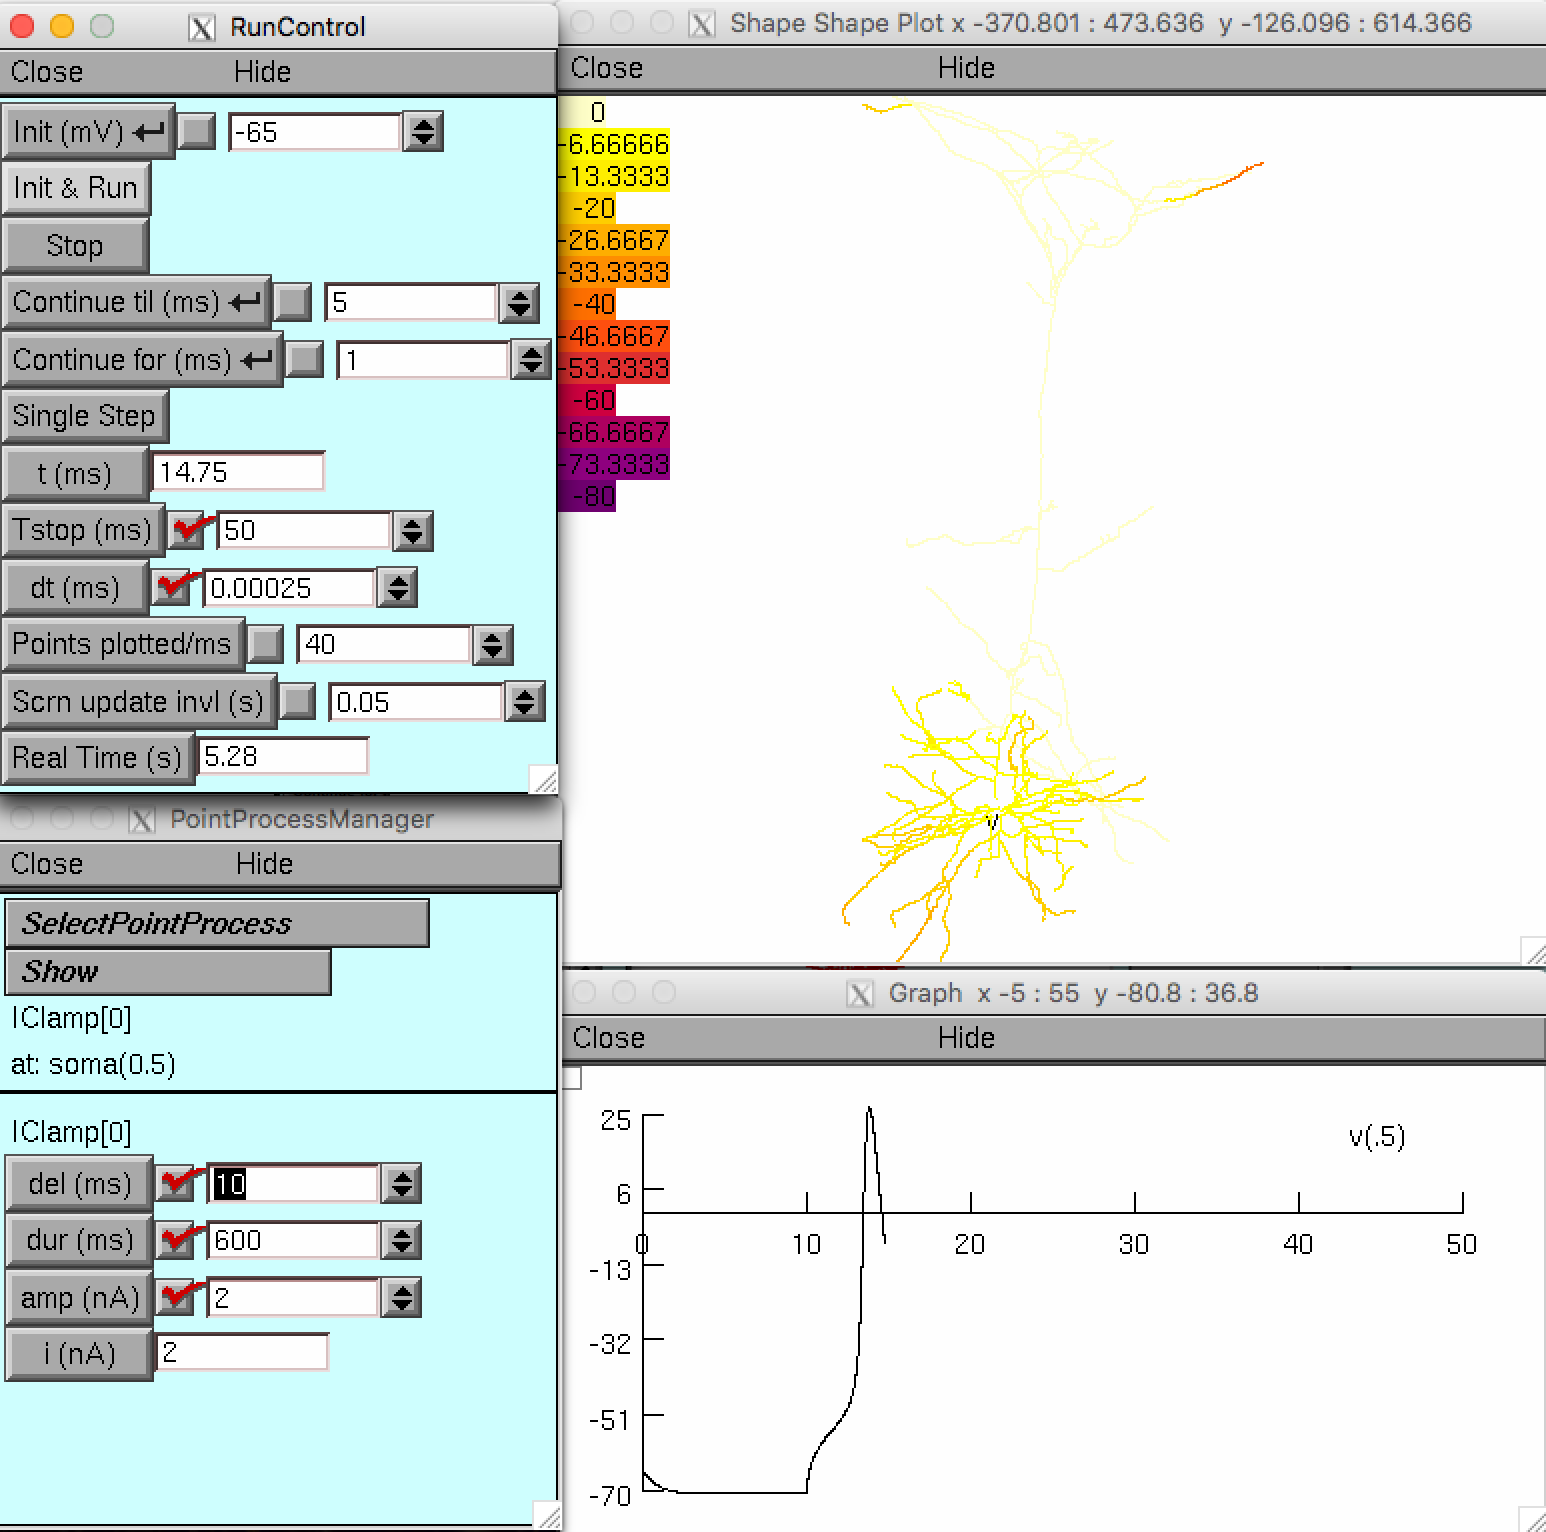 RunControl
Close Hide
Init (mV) -65
Init & Run
Stop
Continue til (ms) 5
Continue for (ms) 1
Single Step
t (ms) 14.75
Tstop (ms) 50
dt (ms) 0.00025
Points plotted/ms 40
Scrn update invl (s) 0.05
Real Time (s) 5.28
PointProcessManager
Close Hide
SelectPointProcess
Show
IClamp[0]
at: soma(0.5)
IClamp[0]
del (ms) 10
dur (ms) 600
amp (nA) 2
i (nA) 2
Shape Shape Plot x -370.801 : 473.636 y -126.096 : 614.366
Close Hide
0
-6.66666
-13.3333
-20
-26.6667
-33.3333
-40
-46.6667
-53.3333
-60
-66.6667
-73.3333
-80
Graph x -5 : 55 y -80.8 : 36.8
Close Hide
25
v(.5)
6
0 10 20 30 40 50
-13
-32
-51
-70